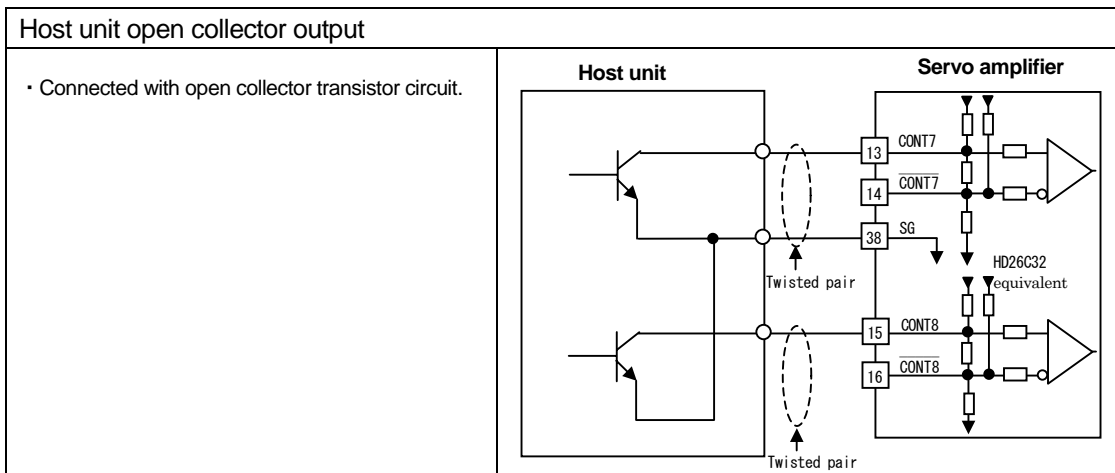 Host unit open collector output
・Connected with open collector transistor circuit.
Host unit
Servo amplifier
13 CONT7
14 CONT7
38 SG
HD26C32
equivalent
Twisted pair
15 CONT8
16 CONT8
Twisted pair